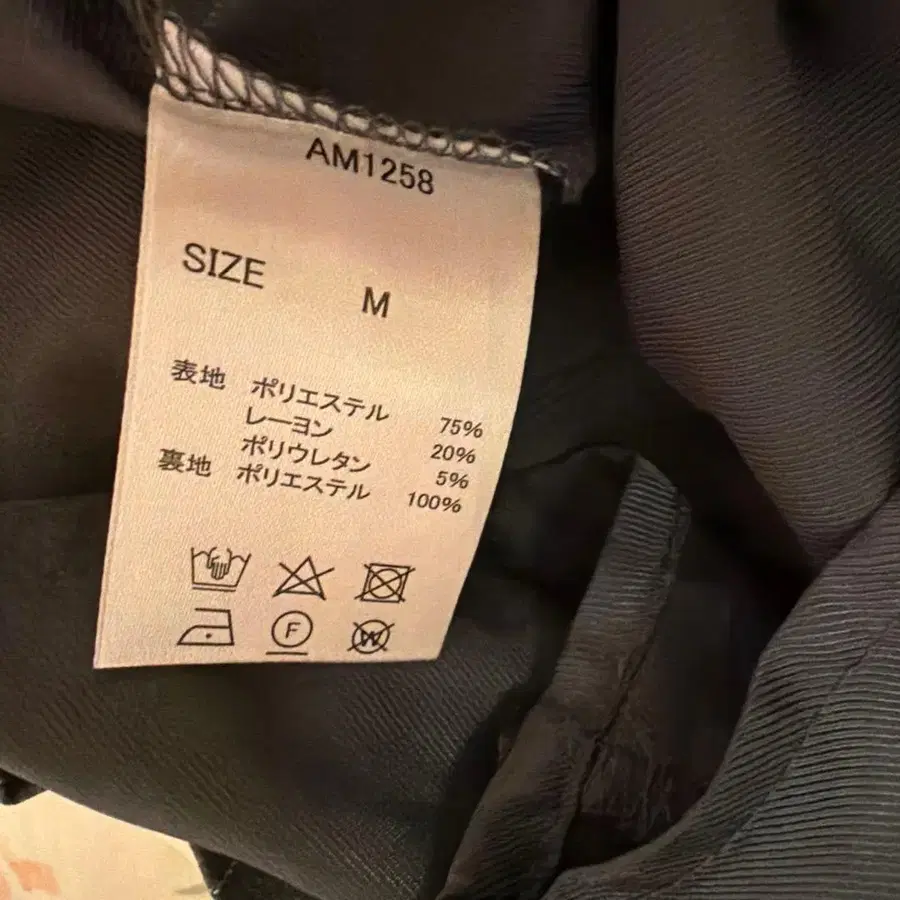 AM1258
SIZE M
表地 ポリエステル 75%
レーヨン 20%
ポリウレタン 5%
裏地 ポリエステル 100%
F
W